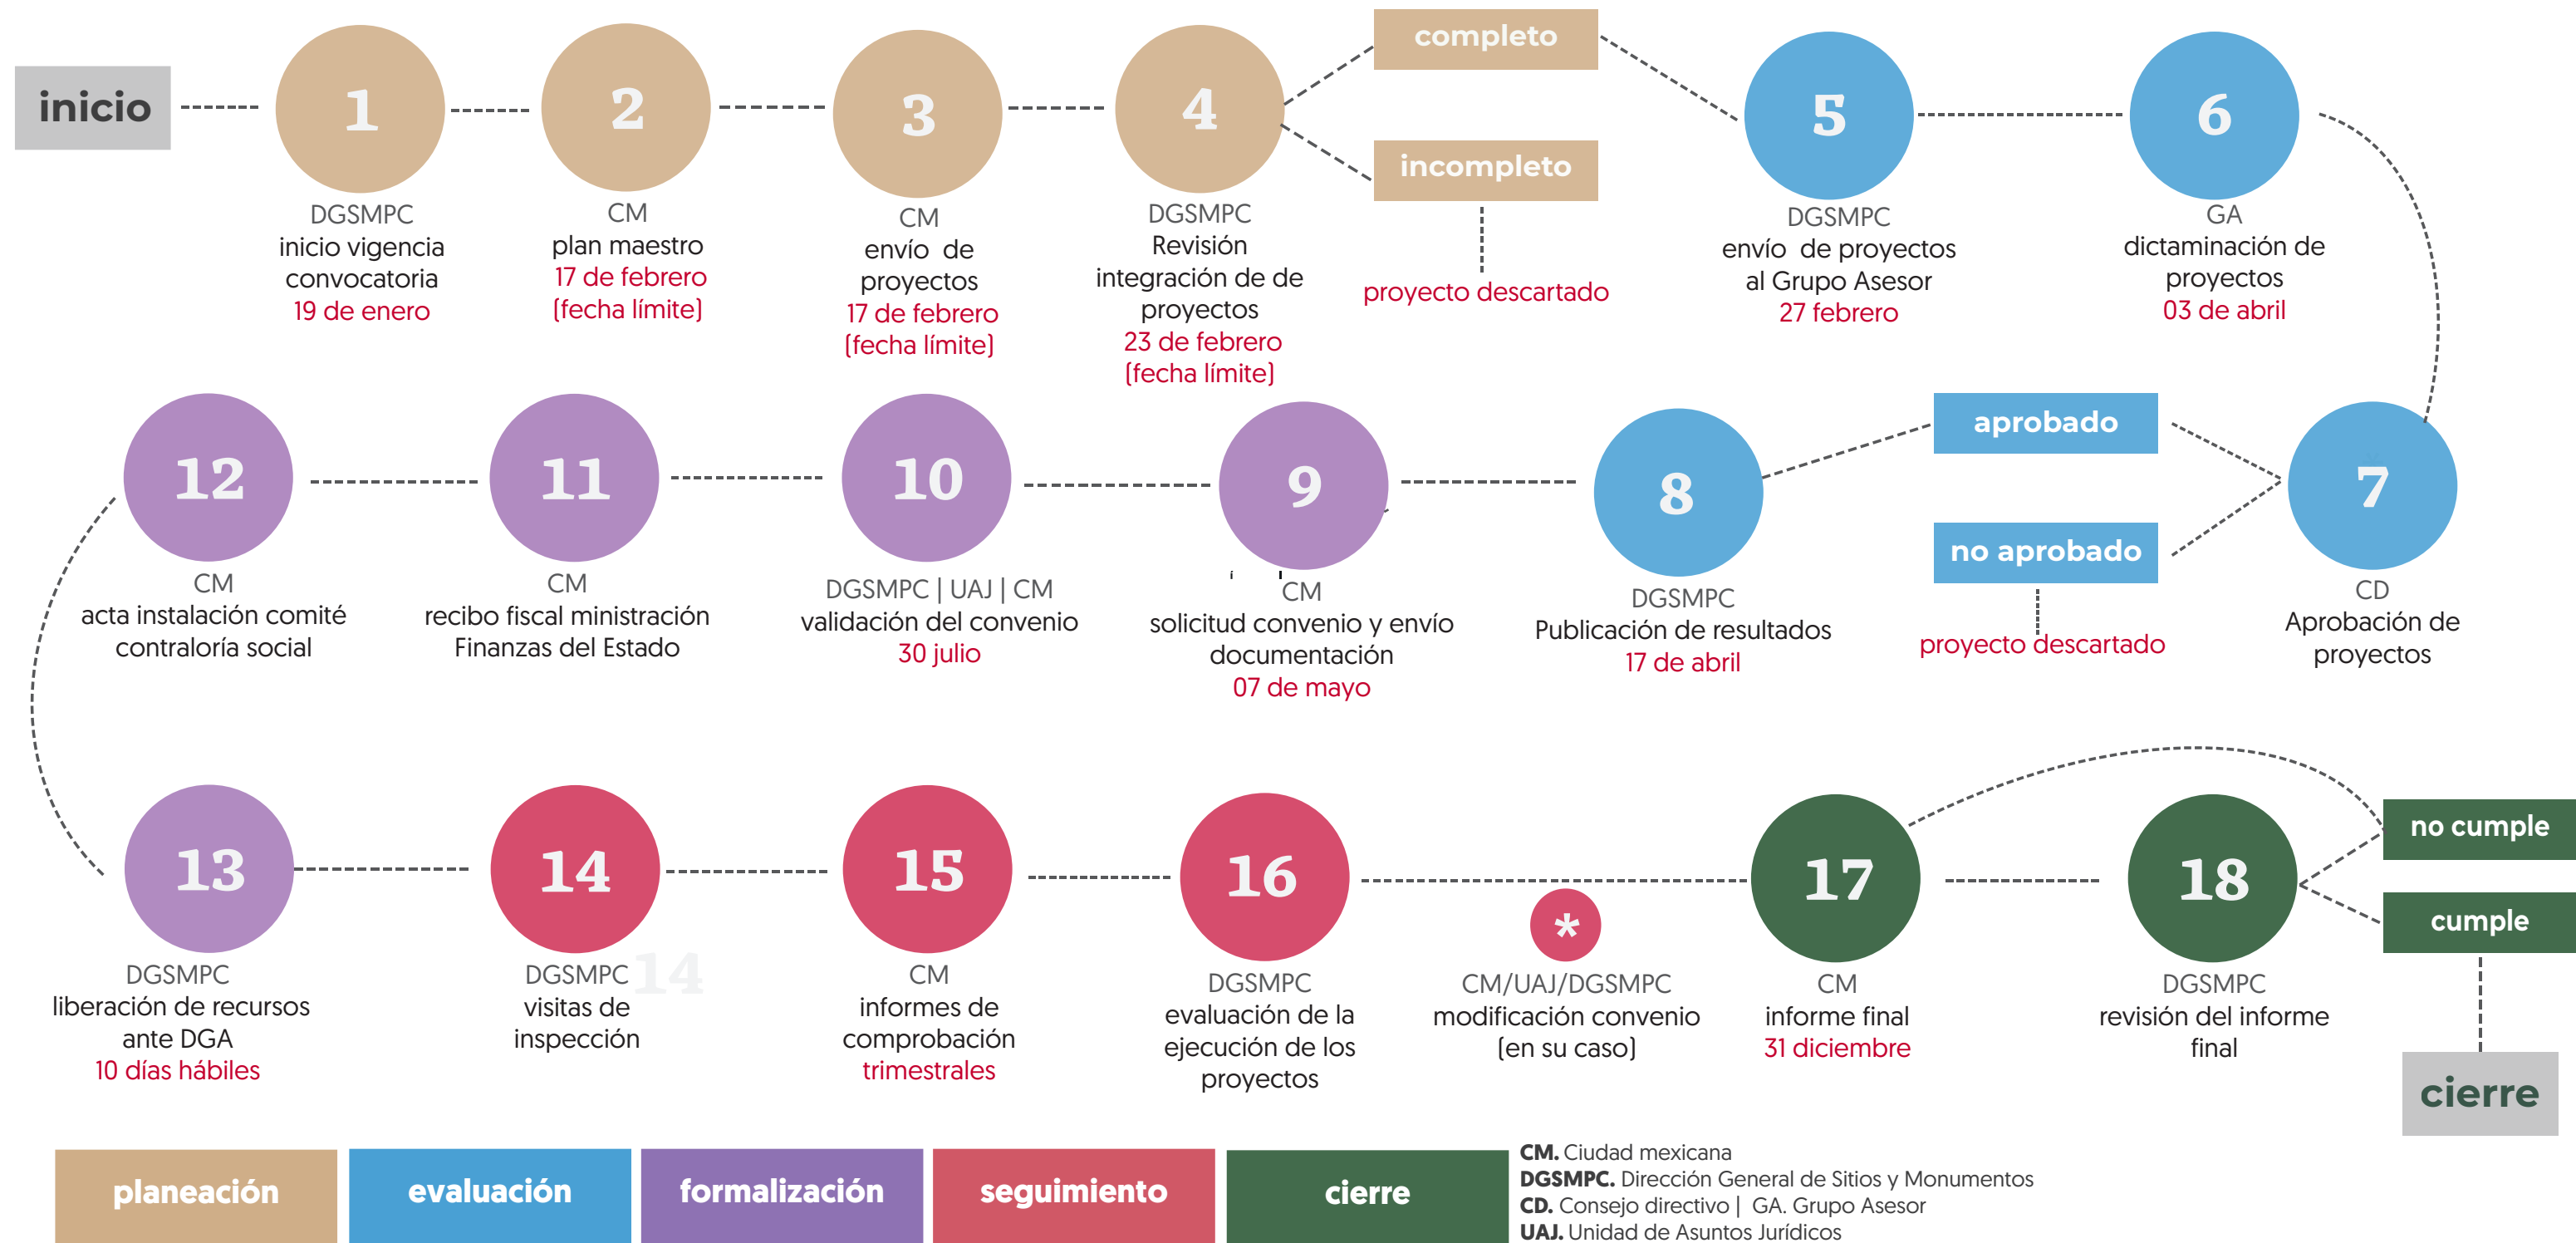 inicio
1
DGSMPC
inicio vigencia
convocatoria
19 de enero
2
CM
plan maestro
17 de febrero
(fecha límite)
3
CM
envío de
proyectos
17 de febrero
(fecha límite)
4
DGSMPC
Revisión
integración de de
proyectos
23 de febrero
(fecha límite)
completo
incompleto
proyecto descartado
5
DGSMPC
envío de proyectos
al Grupo Asesor
27 febrero
6
GA
dictaminación de
proyectos
03 de abril
7
CD
Aprobación de
proyectos
aprobado
no aprobado
proyecto descartado
8
DGSMPC
Publicación de resultados
17 de abril
9
CM
solicitud convenio y envío
documentación
07 de mayo
10
DGSMPC | UAJ | CM
validación del convenio
30 julio
11
CM
recibo fiscal ministración
Finanzas del Estado
12
CM
acta instalación comité
contraloría social
13
DGSMPC
liberación de recursos
ante DGA
10 días hábiles
14
DGSMPC
14
visitas de
inspección
15
CM
informes de
comprobación
trimestrales
16
DGSMPC
evaluación de la
ejecución de los
proyectos
*
CM/UAJ/DGSMPC
modificación convenio
(en su caso)
17
CM
informe final
31 diciembre
18
DGSMPC
revisión del informe
final
no cumple
cumple
cierre
planeación
evaluación
formalización
seguimiento
cierre
CM. Ciudad mexicana
DGSMPC. Dirección General de Sitios y Monumentos
CD. Consejo directivo | GA. Grupo Asesor
UAJ. Unidad de Asuntos Jurídicos